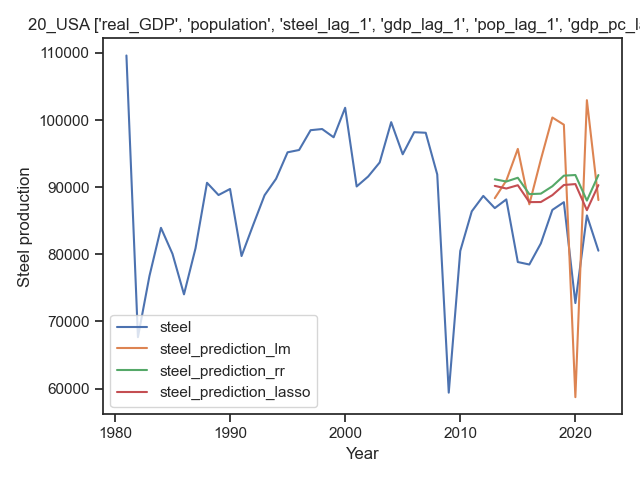 20_USA ['real_GDP', 'population', 'steel_lag_1', 'gdp_lag_1', 'pop_lag_1', 'gdp_pc_la
110000
100000
90000
80000
70000
60000
Steel production
steel
steel_prediction_lm
steel_prediction_rr
steel_prediction_lasso
1980
1990
2000
2010
2020
Year